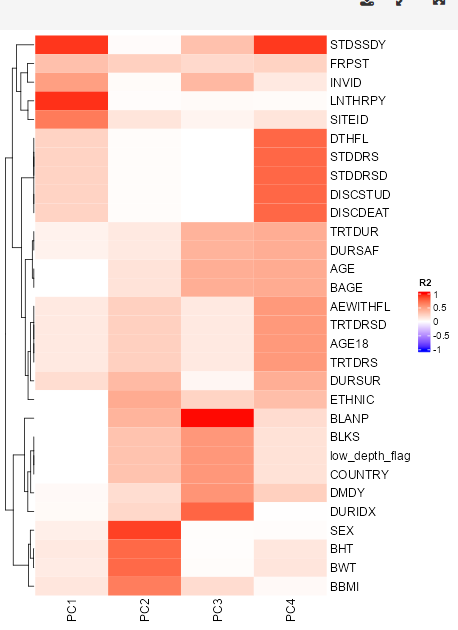 STDSSDY
FRPST
INVID
LNTHRPY
SITEID
DTHFL
STDDRS
STDDRSD
DISCSTUD
DISCDEAT
TRTDUR
DURSAF
AGE
BAGE
AEWITHFL
TRTDRSD
AGE18
TRTDRS
DURSUR
ETHNIC
BLANP
BLKS
low_depth_flag
COUNTRY
DMDY
DURIDX
SEX
BHT
BWT
BBMI
R2
1
0.5
0
-0.5
-1
PC1 PC2 PC3 PC4